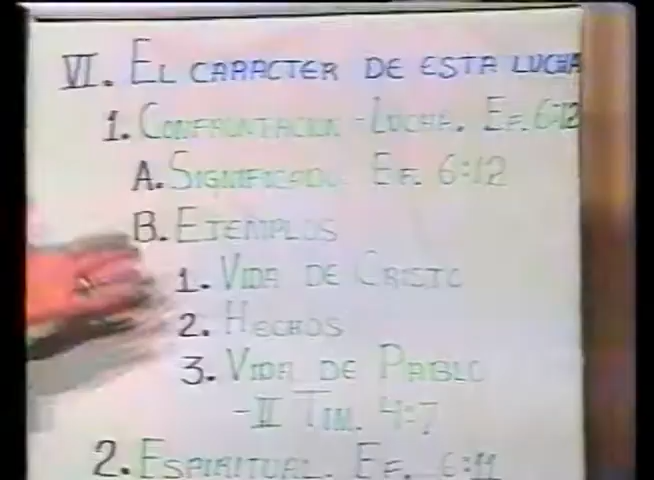 VI. EL CARACTER DE ESTA LUCHA
1. CONFRONTACION - LUCHA. EF. 6:12
A. SIGNIFICADO. EF. 6:12
B. EJEMPLOS
1. VIDA DE CRISTO
2. HECHOS
3. VIDA DE PABLO
- II TIM. 4:7
2. ESPIRITUAL. EF. 6:11